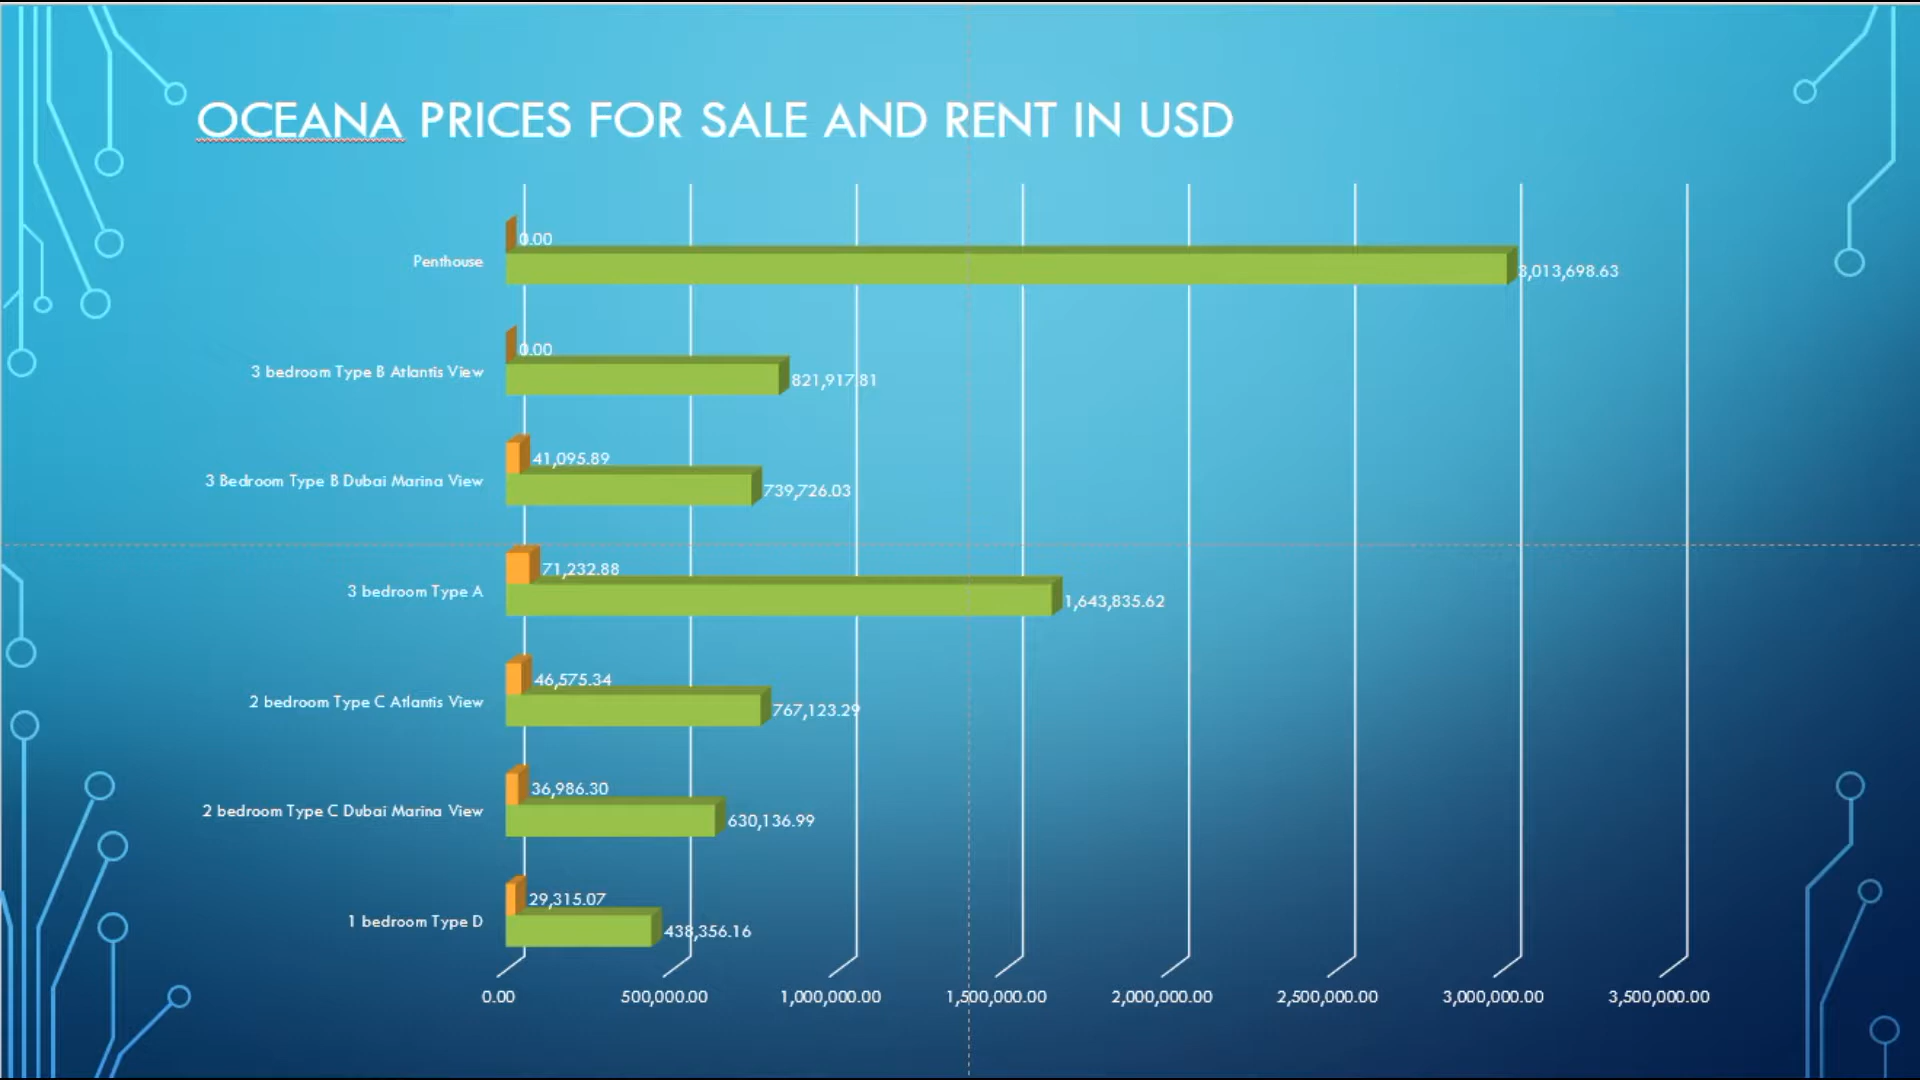 OCEANA PRICES FOR SALE AND RENT IN USD
0.00
Penthouse
3,013,698.63
0.00
3 bedroom Type B Atlantis View
821,917.81
41,095.89
3 Bedroom Type B Dubai Marina View
739,726.03
71,232.88
3 bedroom Type A
1,643,835.62
46,575.34
2 bedroom Type C Atlantis View
767,123.29
36,986.30
2 bedroom Type C Dubai Marina View
630,136.99
29,315.07
1 bedroom Type D
438,356.16
0.00 500,000.00 1,000,000.00 1,500,000.00 2,000,000.00 2,500,000.00 3,000,000.00 3,500,000.00